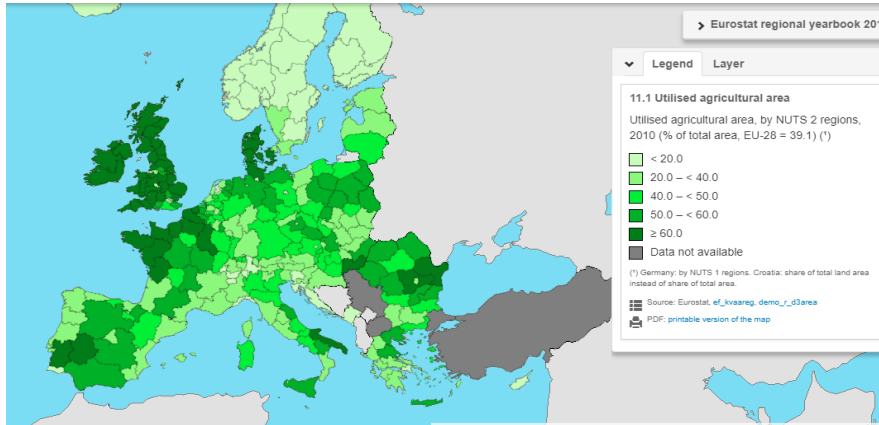 Eurostat regional yearbook 201
Legend Layer
11.1 Utilised agricultural area
Utilised agricultural area, by NUTS 2 regions,
2010 (% of total area, EU-28 = 39.1) (¹)
< 20.0
20.0 – < 40.0
40.0 – < 50.0
50.0 – < 60.0
≥ 60.0
Data not available
(¹) Germany: by NUTS 1 regions. Croatia: share of total land area
instead of share of total area.
Source: Eurostat, ef_kvaareg, demo_r_d3area
PDF: printable version of the map